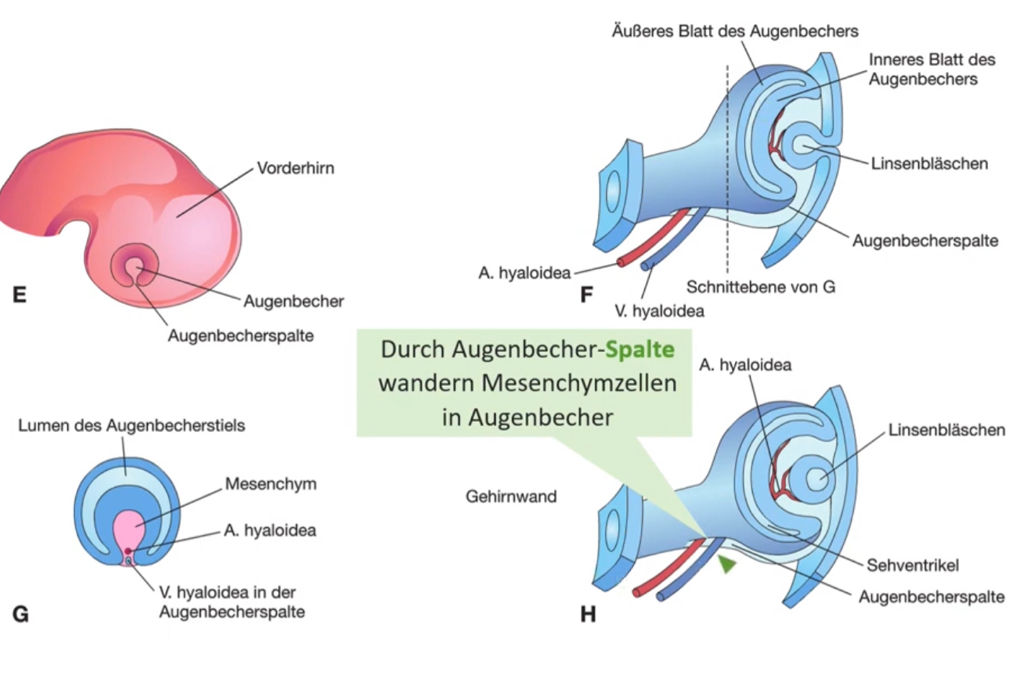 Vorderhirn
Augenbecher
Augenbecherspalte
E
Äußeres Blatt des Augenbechers
Inneres Blatt des
Augenbechers
Linsenbläschen
Augenbecherspalte
A. hyaloidea
Schnittebene von G
V. hyaloidea
F
Durch Augenbecher-Spalte
wandern Mesenchymzellen
in Augenbecher
Lumen des Augenbecherstiels
Mesenchym
A. hyaloidea
V. hyaloidea in der
Augenbecherspalte
G
A. hyaloidea
Linsenbläschen
Gehirnwand
Sehventrikel
Augenbecherspalte
H